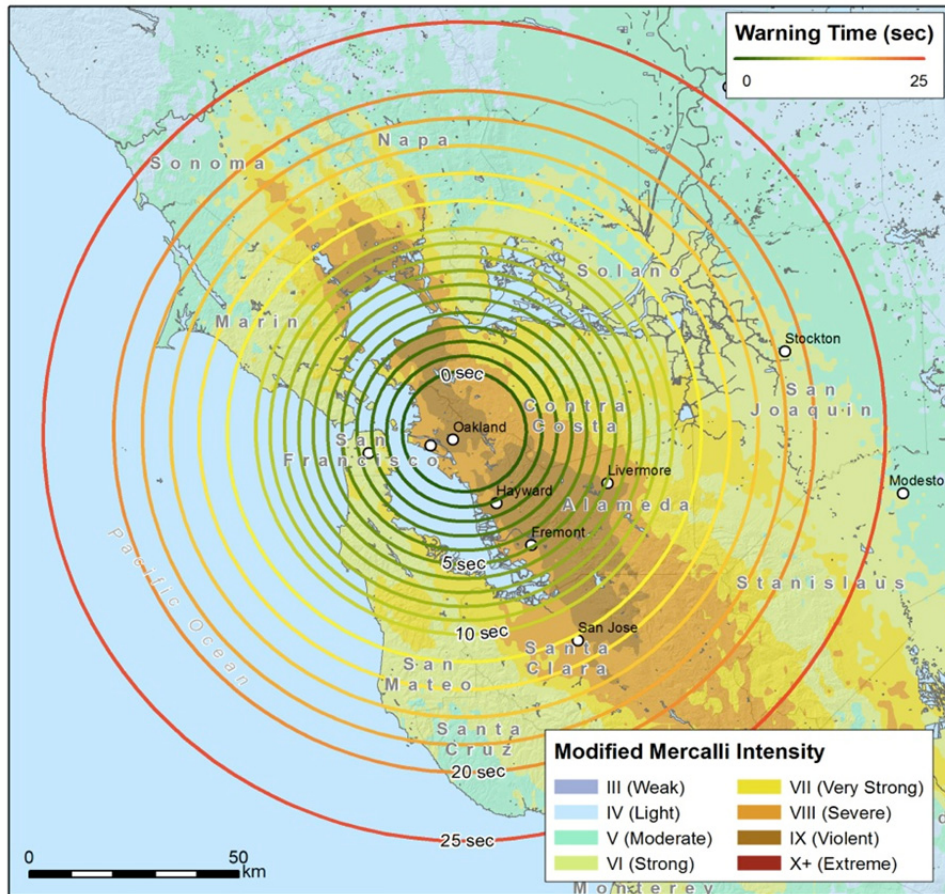 Warning Time (sec)
0 25
Napa
Sonoma
Solano
Marin
Stockton
San
Joaquin
0 sec
Contra
Costa
Oakland
San
Francisco
Livermore
Modesto
Hayward
Alameda
Fremont
Pacific Ocean
5 sec
Stanislaus
10 sec
San Jose
Santa
Clara
San
Mateo
Santa
Cruz
20 sec
25 sec
Modified Mercalli Intensity
III (Weak)
IV (Light)
V (Moderate)
VI (Strong)
VII (Very Strong)
VIII (Severe)
IX (Violent)
X+ (Extreme)
0 50
km
Monterey